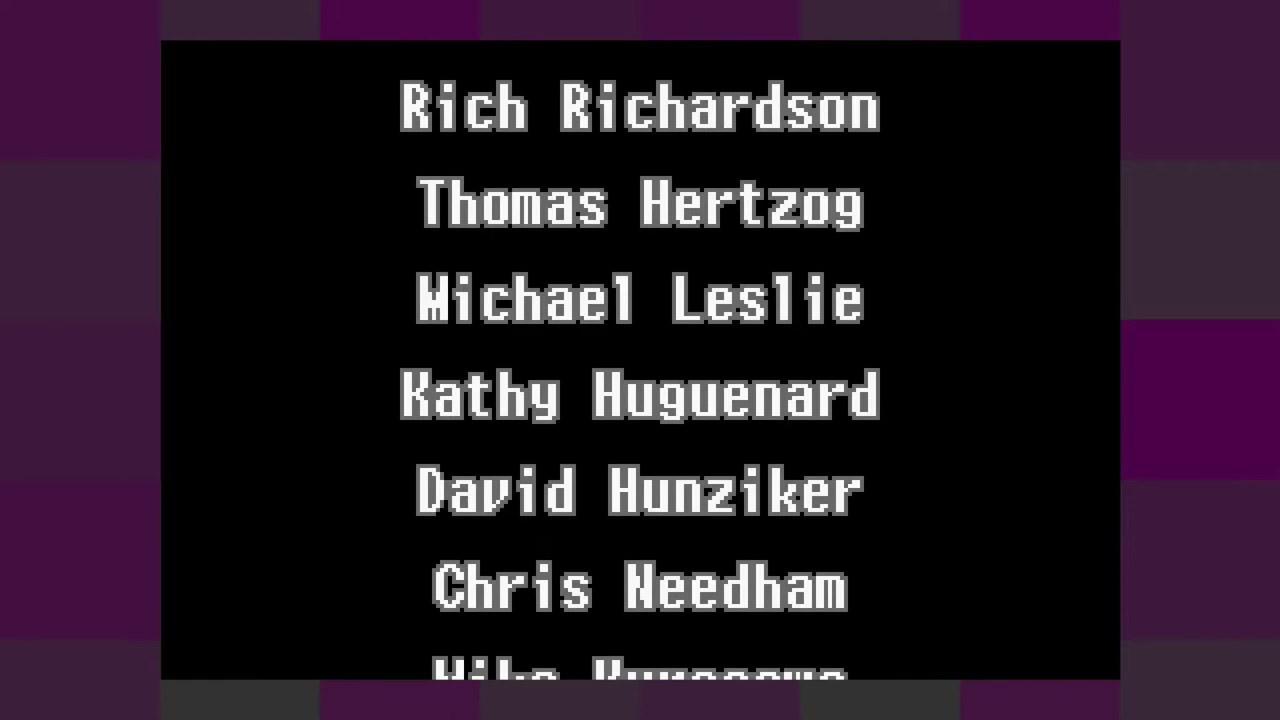 Rich Richardson
Thomas Hertzog
Michael Leslie
Kathy Huguenard
David Hunziker
Chris Needham